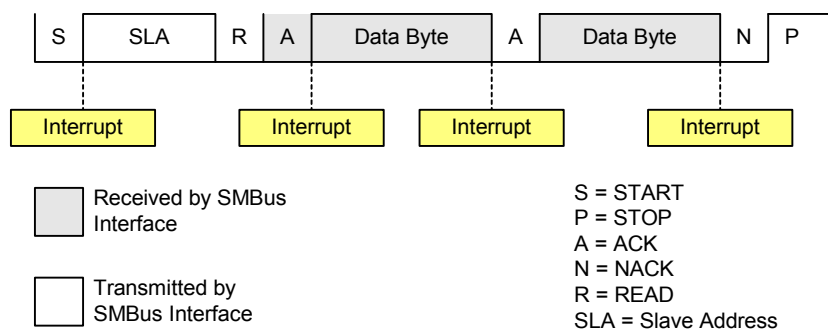 S SLA R A Data Byte A Data Byte N P
Interrupt Interrupt Interrupt Interrupt
Received by SMBus
Interface
Transmitted by
SMBus Interface
S = START
P = STOP
A = ACK
N = NACK
R = READ
SLA = Slave Address